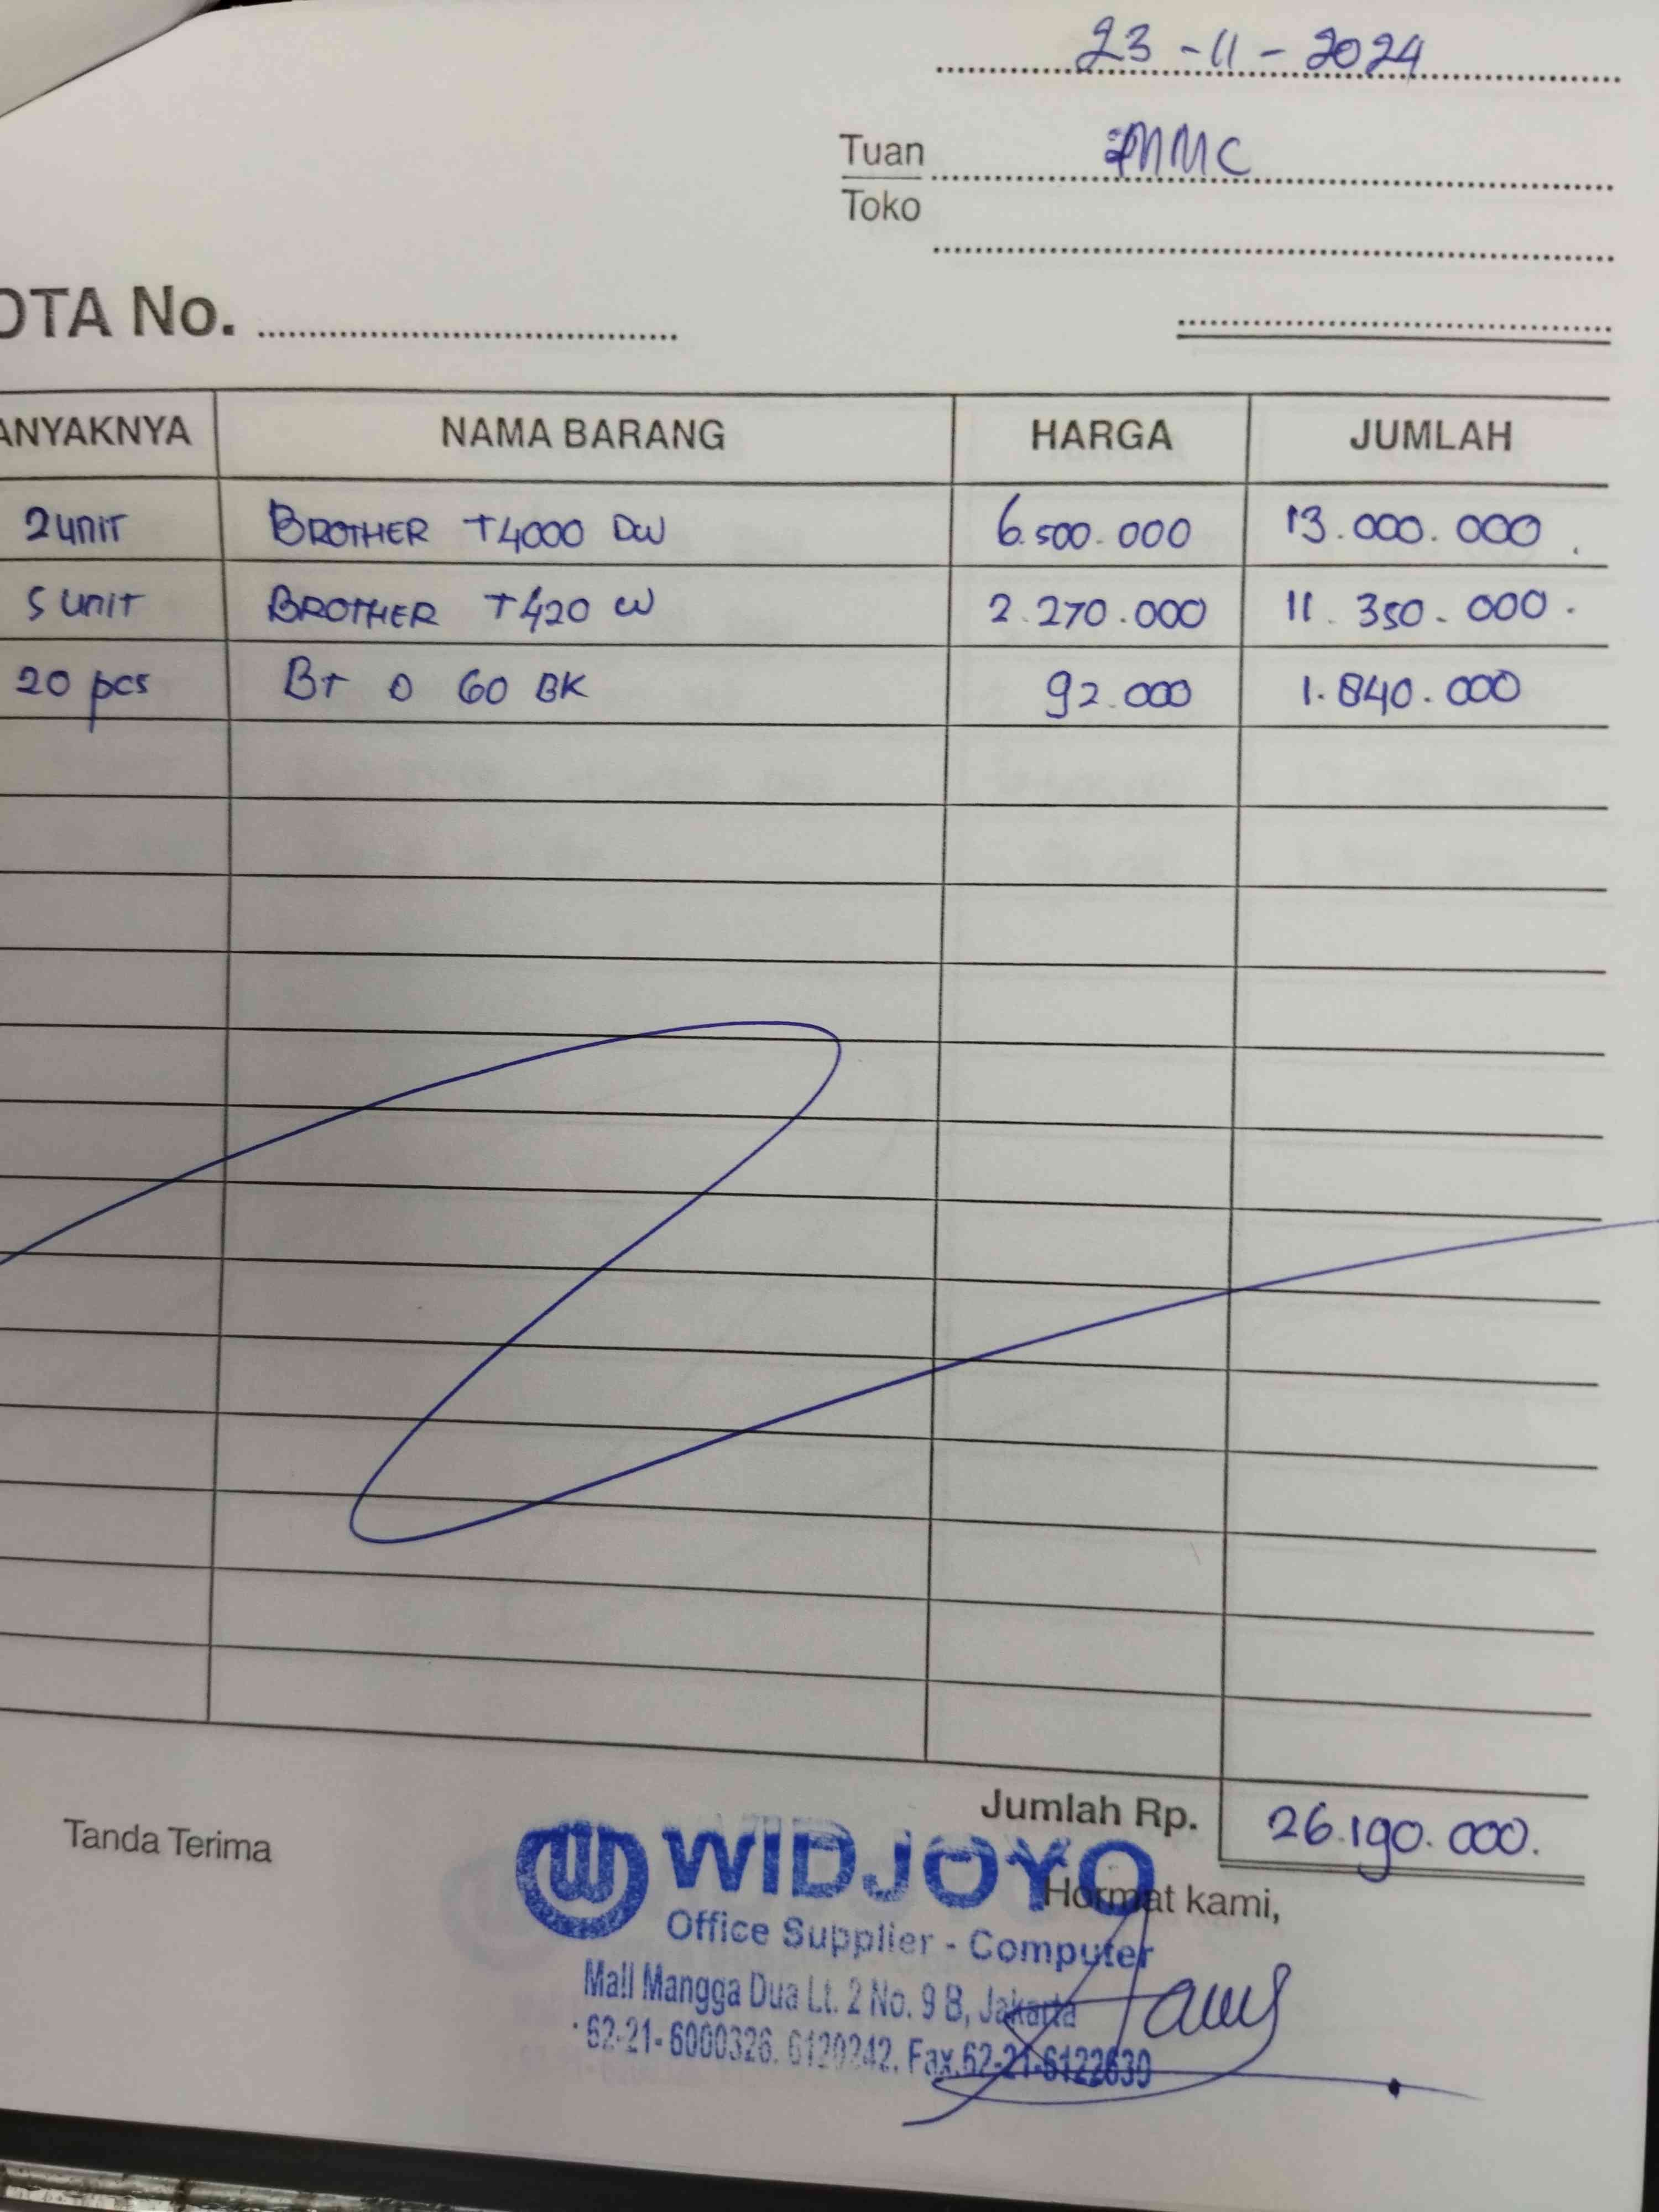 23 - 11 - 2024
Tuan MMC
Toko
OTA No.
ANYAKNYA NAMA BARANG HARGA JUMLAH
2 unit BROTHER T4000 DW 6.500.000 13.000.000
5 unit BROTHER T420 W 2.270.000 11.350.000
20 pcs BT D 60 BK 92.000 1.840.000
Jumlah Rp. 26.190.000.
Tanda Terima
Hormat kami,
WIDJOYO
Office Supplier - Computer
Mall Mangga Dua Lt. 2 No. 9 B, Jakarta
62-21-6000326. 6120242. Fax.62-21-6122630